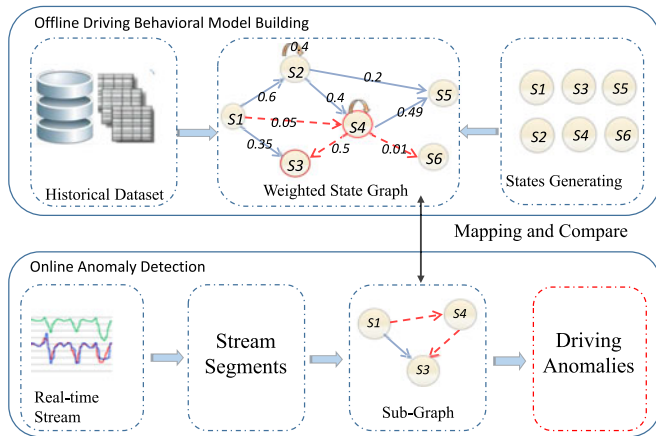 Offline Driving Behavioral Model Building
0.4
S2
0.2
S1
S3
S5
0.6
0.4
S5
S1
0.05
S4
0.49
0.35
0.5
0.01
S2
S4
S6
S3
S6
Historical Dataset
Weighted State Graph
States Generating
Mapping and Compare
Online Anomaly Detection
S1
S4
Stream
Segments
Driving
Anomalies
S3
Real-time
Stream
Sub-Graph